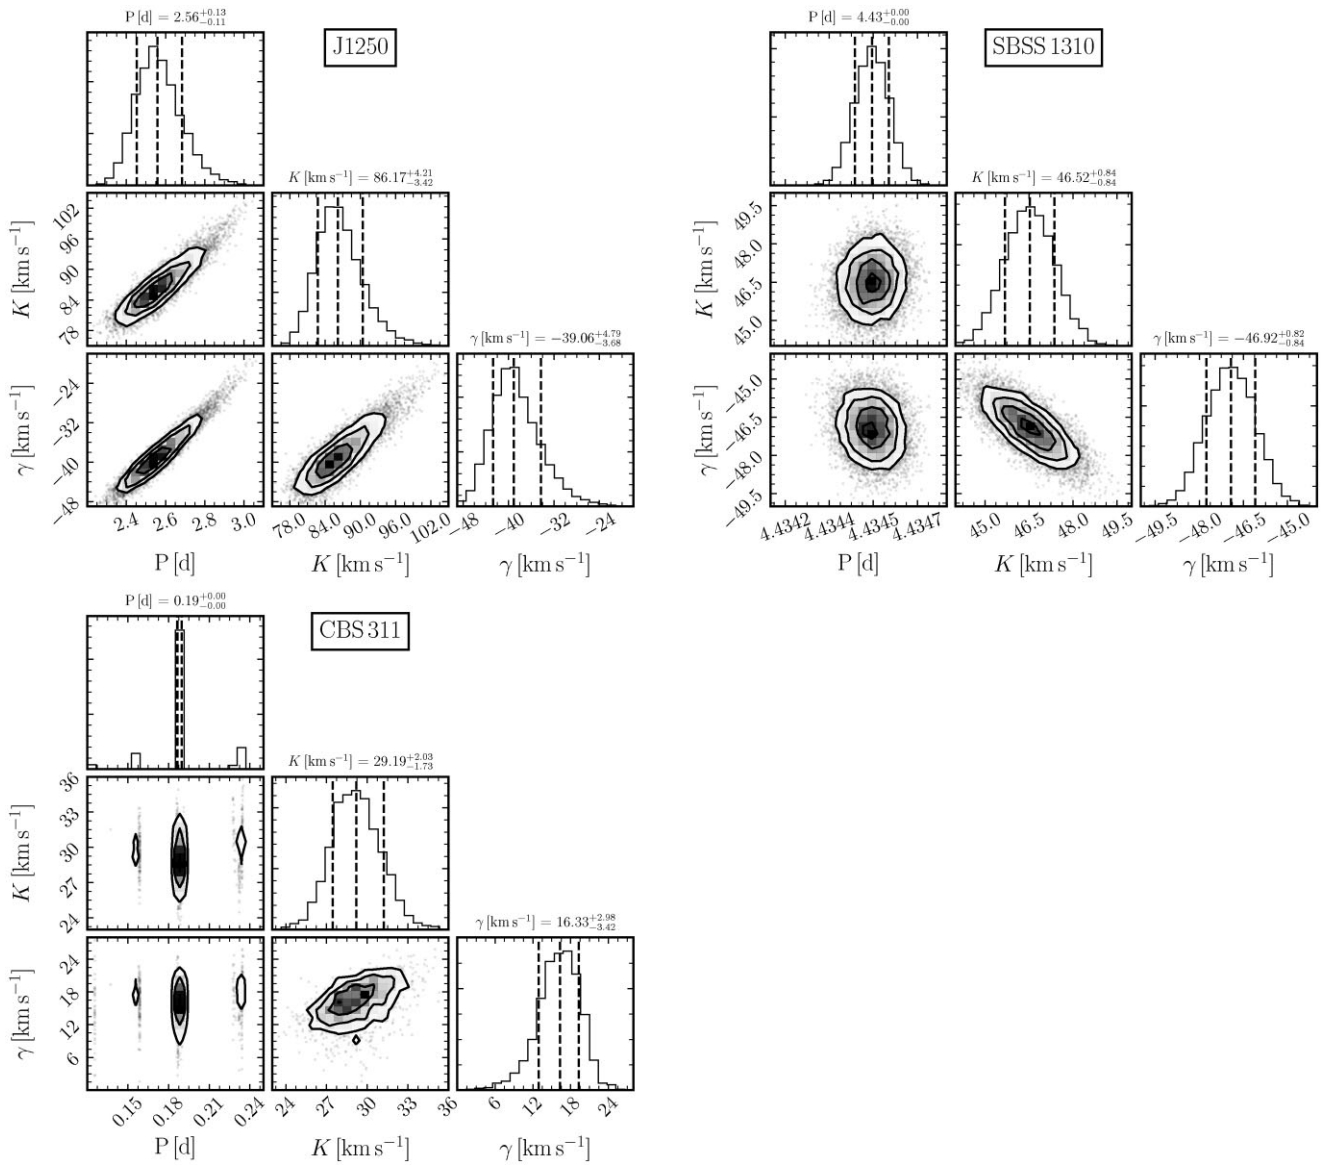 P [d] = 2.56 +0.13 −0.11
J1250
K [km s−1] = 86.17 +4.21 −3.42
γ [km s−1] = −39.06 +4.79 −3.68
K [km s−1]
102
96
90
84
78
γ [km s−1]
−24
−32
−40
−48
2.4 2.6 2.8 3.0
78.0 84.0 90.0 96.0 102.0
−48 −40 −32 −24
P [d]
K [km s−1]
γ [km s−1]
P [d] = 4.43 +0.00 −0.00
SBSS 1310
K [km s−1] = 46.52 +0.84 −0.84
γ [km s−1] = −46.92 +0.82 −0.84
K [km s−1]
49.5
48.0
46.5
45.0
γ [km s−1]
−45.0
−46.5
−48.0
−49.5
4.4342 4.4344 4.4345 4.4347
45.0 46.5 48.0 49.5
−49.5 −48.0 −46.5 −45.0
P [d]
K [km s−1]
γ [km s−1]
P [d] = 0.19 +0.00 −0.00
CBS 311
K [km s−1] = 29.19 +2.03 −1.73
γ [km s−1] = 16.33 +2.98 −3.42
K [km s−1]
36
33
30
27
24
γ [km s−1]
24
18
12
6
0.15 0.18 0.21 0.24
24 27 30 33 36
6 12 18 24
P [d]
K [km s−1]
γ [km s−1]